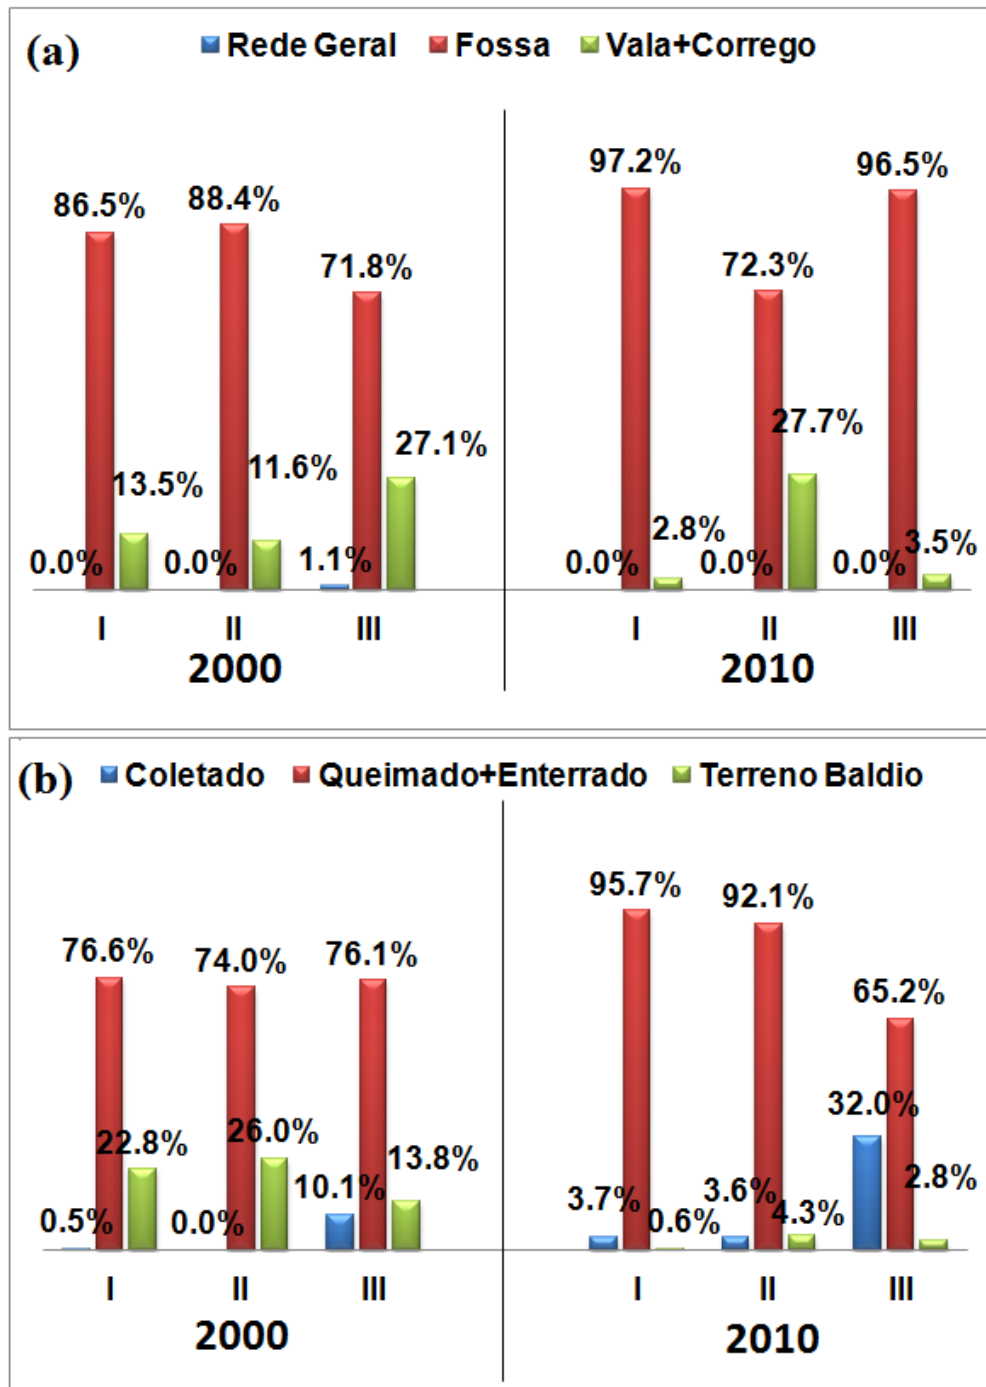 (a) Rede Geral Fossa Vala+Corrego
97.2% 96.5%
86.5% 88.4%
71.8% 72.3%
13.5% 11.6% 27.1% 27.7%
0.0% 0.0% 1.1% 0.0% 2.8% 0.0% 0.0% 3.5%
I II III I II III
2000 2010
(b) Coletado Queimado+Enterrado Terreno Baldio
95.7% 92.1%
76.6% 74.0% 76.1% 65.2%
32.0%
22.8% 26.0% 10.1% 13.8% 2.8%
0.5% 0.0% 3.7% 0.6% 3.6% 4.3%
I II III I II III
2000 2010